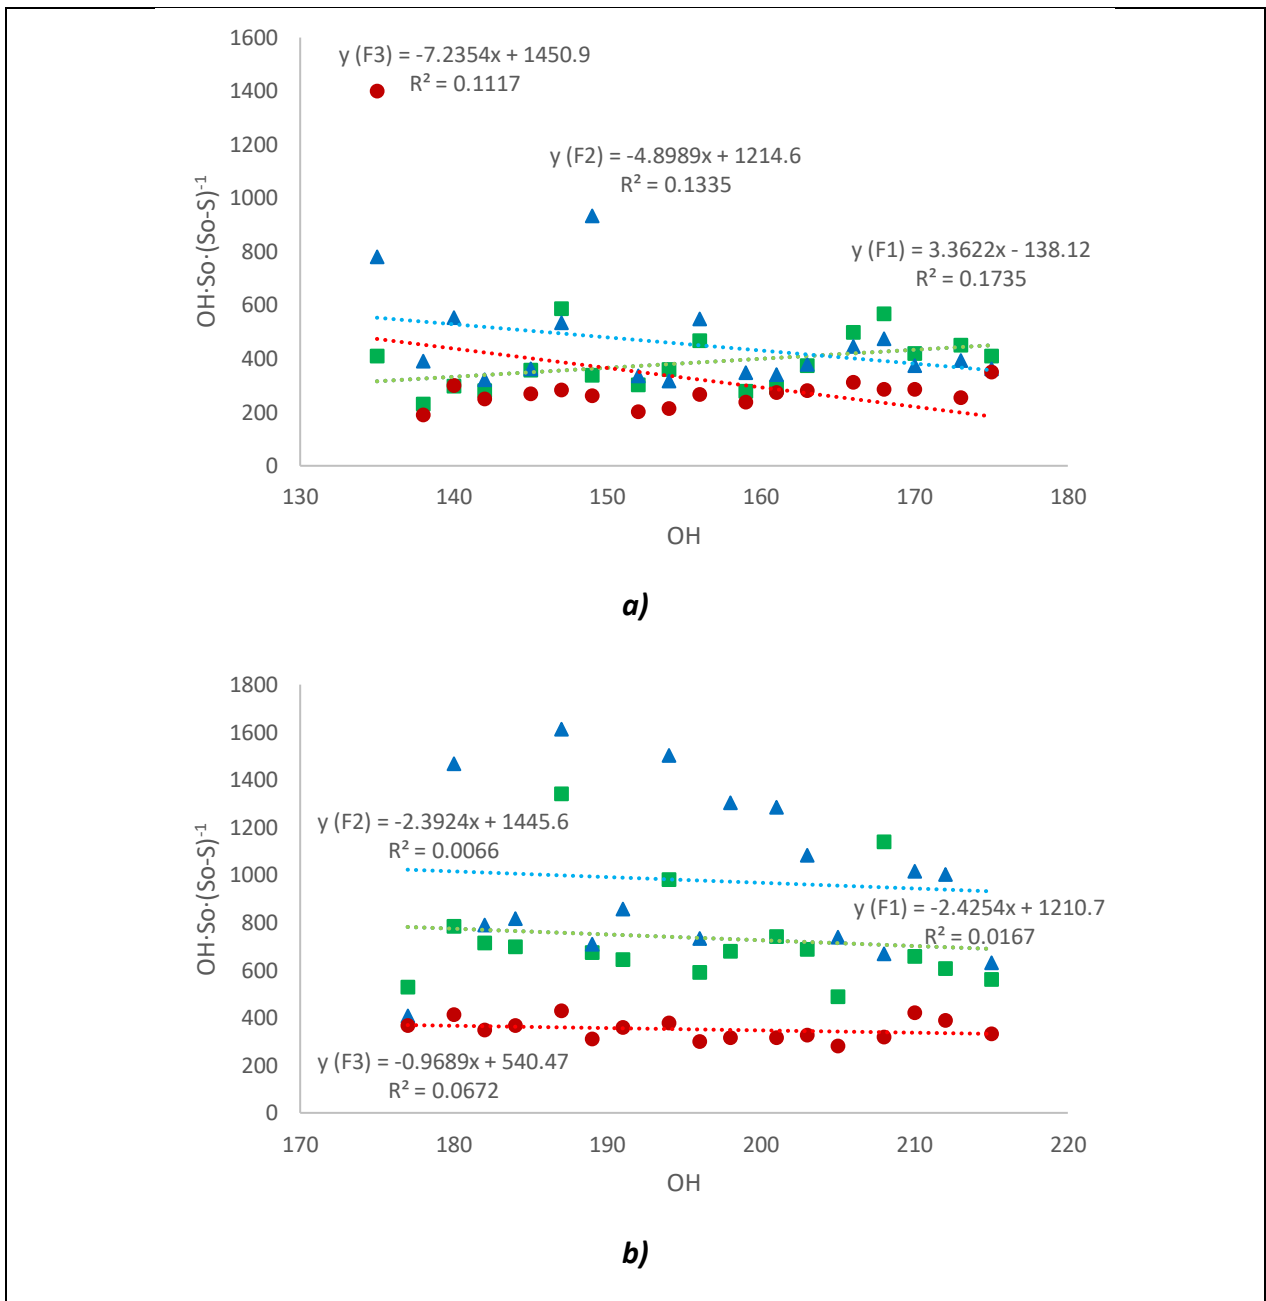 1600
1400
1200
1000
800
600
400
200
0
OH·So·(So-S)⁻¹
y (F3) = -7.2354x + 1450.9
R² = 0.1117
y (F2) = -4.8989x + 1214.6
R² = 0.1335
y (F1) = 3.3622x - 138.12
R² = 0.1735
130 140 150 160 170 180
OH
a)
1800
1600
1400
1200
1000
800
600
400
200
0
OH·So·(So-S)⁻¹
y (F2) = -2.3924x + 1445.6
R² = 0.0066
y (F1) = -2.4254x + 1210.7
R² = 0.0167
y (F3) = -0.9689x + 540.47
R² = 0.0672
170 180 190 200 210 220
OH
b)